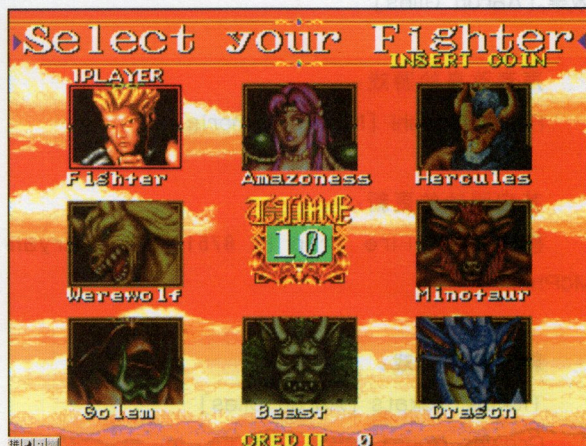 Select your Fighter
INSERT COIN
1PLAYER
Fighter Amazoness Hercules
TIME
10
Werewolf Minotaur
Golem Beast Dragon
CREDIT 0